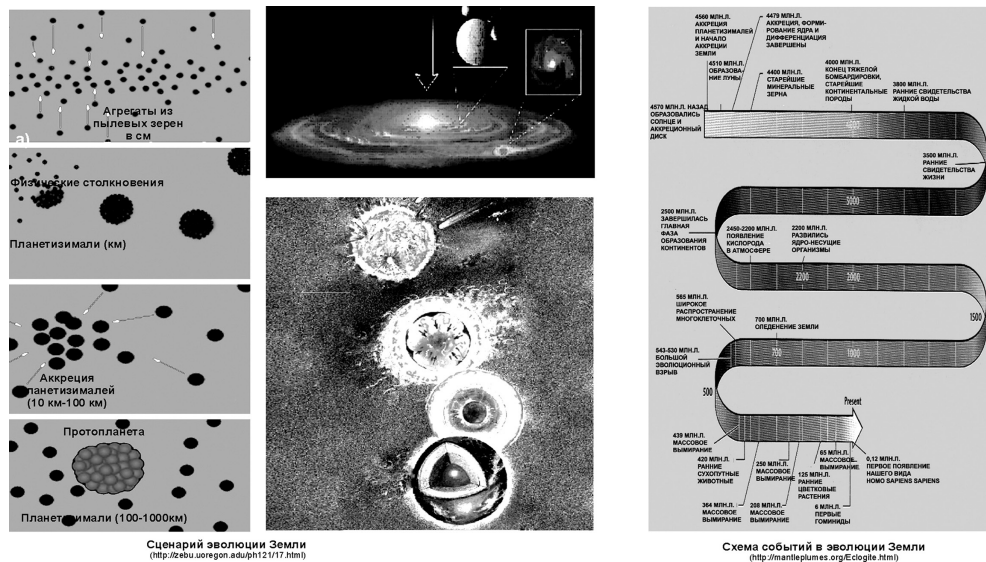 Агрегаты из
пылевых зерен
в см
а)
Физические столкновения
Планетизимали (км)
Аккреция
ланетизималей
(10 км-100 км)
Протопланета
Планетизимали (100-1000км)
Сценарий эволюции Земли
(http://zebu.uoregon.adu/ph121/17.html)
4560 МЛН.Л.
АККРЕЦИЯ
ПЛАНЕТИЗИМАЛЕЙ
И НАЧАЛО
АККРЕЦИИ
ЗЕМЛИ
4479 МЛН.Л.
АККРЕЦИЯ, ФОРМИ-
РОВАНИЕ ЯДРА И
ДИФФЕРЕНЦИАЦИЯ
ЗАВЕРШЕНЫ
4510 МЛН.Л.
ОБРАЗОВА-
НИЕ ЛУНЫ
4400 МЛН.Л.
СТАРЕЙШИЕ
МИНЕРАЛЬНЫЕ
ЗЕРНА
4000 МЛН.Л.
КОНЕЦ ТЯЖЕЛОЙ
БОМБАРДИРОВКИ,
СТАРЕЙШИЕ
КОНТИНЕНТАЛЬНЫЕ
ПОРОДЫ
3800 МЛН.Л.
РАННИЕ СВИДЕТЕЛЬСТВА
ЖИДКОЙ ВОДЫ
4570 МЛН.Л. НАЗАД
ОБРАЗОВАЛИСЬ
СОЛНЦЕ И
АККРЕЦИОННЫЙ
ДИСК
4000
3500 МЛН.Л.
РАННИЕ
СВИДЕТЕЛЬСТВА
ЖИЗНИ
2500 МЛН.Л.
ЗАВЕРШИЛАСЬ
ГЛАВНАЯ
ФАЗА
ОБРАЗОВАНИЯ
КОНТИНЕНТОВ
2450-2200 МЛН.Л.
ПОЯВЛЕНИЕ
КИСЛОРОДА
В АТМОСФЕРЕ
2200 МЛН.Л.
РАЗВИЛИСЬ
ЯДРО-НЕСУЩИЕ
ОРГАНИЗМЫ
2200
2000
1500
565 МЛН.Л.
ШИРОКОЕ
РАСПРОСТРАНЕНИЕ
МНОГОКЛЕТОЧНЫХ
700 МЛН.Л.
ОЛЕДЕНЕНИЕ ЗЕМЛИ
700
1000
543-530 МЛН.Л.
БОЛЬШОЙ
ЭВОЛЮЦИОННЫЙ
ВЗРЫВ
500
Present
439 МЛН.Л.
МАССОВОЕ
ВЫМИРАНИЕ
420 МЛН.Л.
РАННИЕ
СУХОПУТНЫЕ
ЖИВОТНЫЕ
364 МЛН.Л.
МАССОВОЕ
ВЫМИРАНИЕ
250 МЛН.Л.
МАССОВОЕ
ВЫМИРАНИЕ
208 МЛН.Л.
МАССОВОЕ
ВЫМИРАНИЕ
125 МЛН.Л.
РАННИЕ
ЦВЕТКОВЫЕ
РАСТЕНИЯ
65 МЛН.Л.
МАССОВОЕ
ВЫМИРАНИЕ
6 МЛН.Л.
ПЕРВЫЕ
ГОМИНИДЫ
0,12 МЛН.Л.
ПЕРВОЕ ПОЯВЛЕНИЕ
НАШЕГО ВИДА
HOMO SAPIENS SAPIENS
Схема событий в эволюции Земли
(http://mantleplumes.org/Eclogite.html)